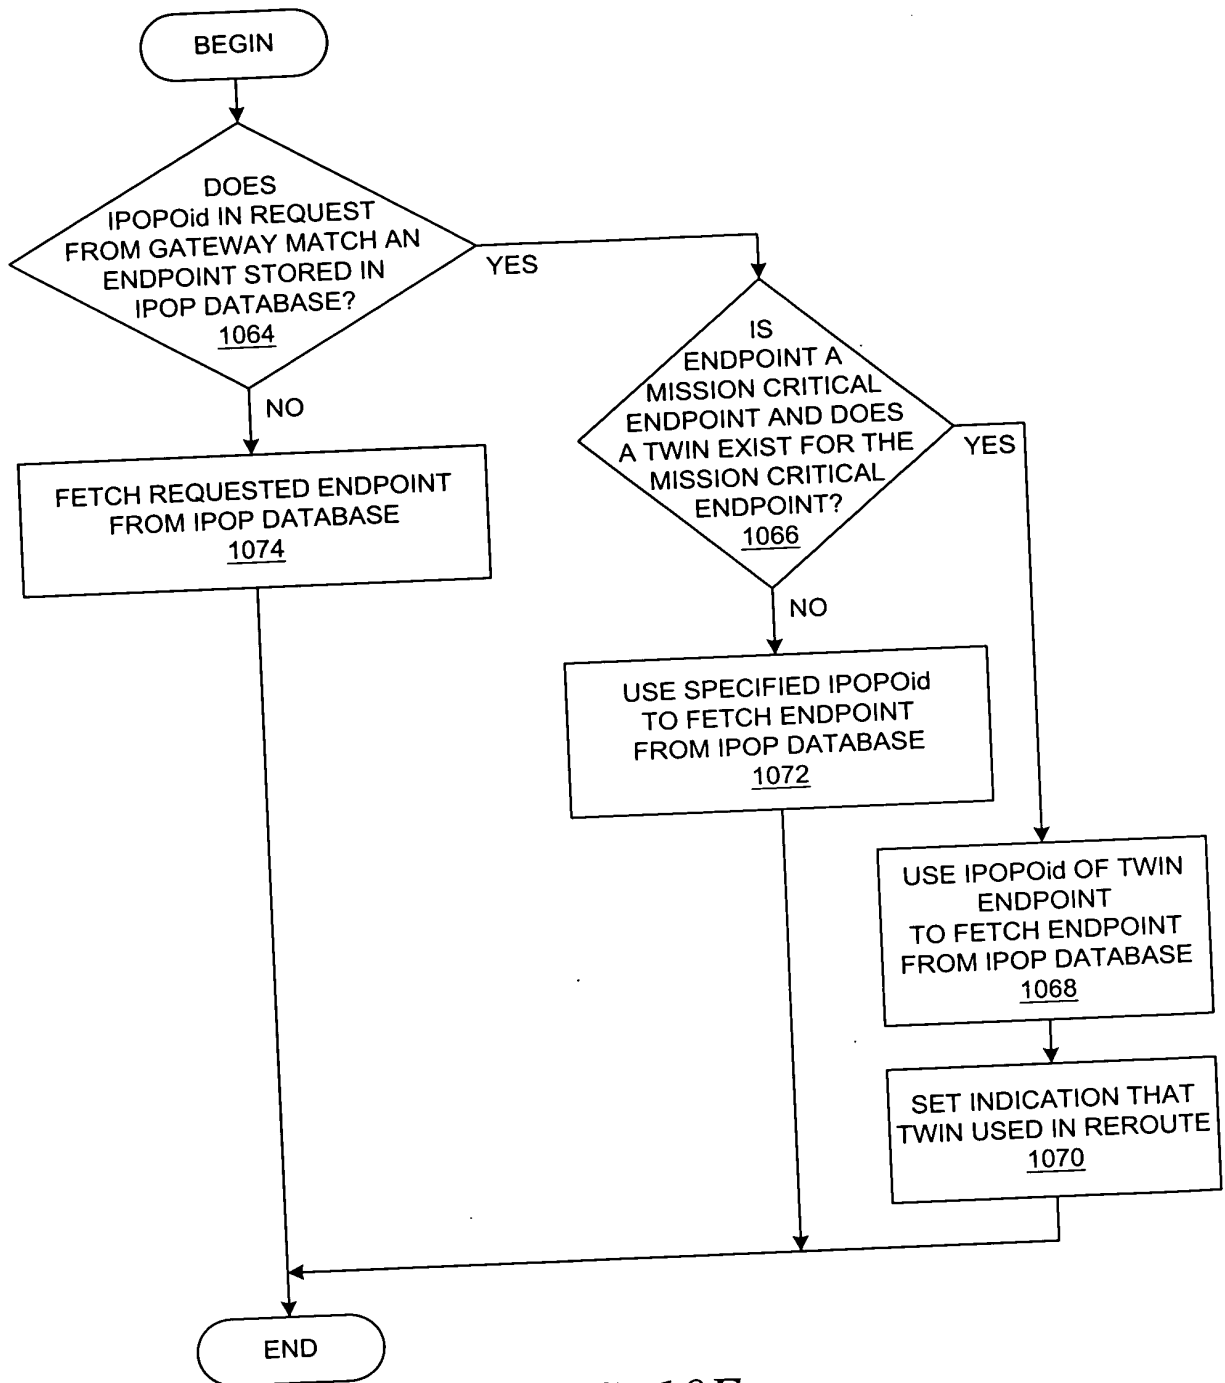 BEGIN
DOES
IPOPOid IN REQUEST
FROM GATEWAY MATCH AN
ENDPOINT STORED IN
IPOP DATABASE?
1064
YES
NO
FETCH REQUESTED ENDPOINT
FROM IPOP DATABASE
1074
IS
ENDPOINT A
MISSION CRITICAL
ENDPOINT AND DOES
A TWIN EXIST FOR THE
MISSION CRITICAL
ENDPOINT?
1066
YES
NO
USE SPECIFIED IPOPOid
TO FETCH ENDPOINT
FROM IPOP DATABASE
1072
USE IPOPOid OF TWIN
ENDPOINT
TO FETCH ENDPOINT
FROM IPOP DATABASE
1068
SET INDICATION THAT
TWIN USED IN REROUTE
1070
END